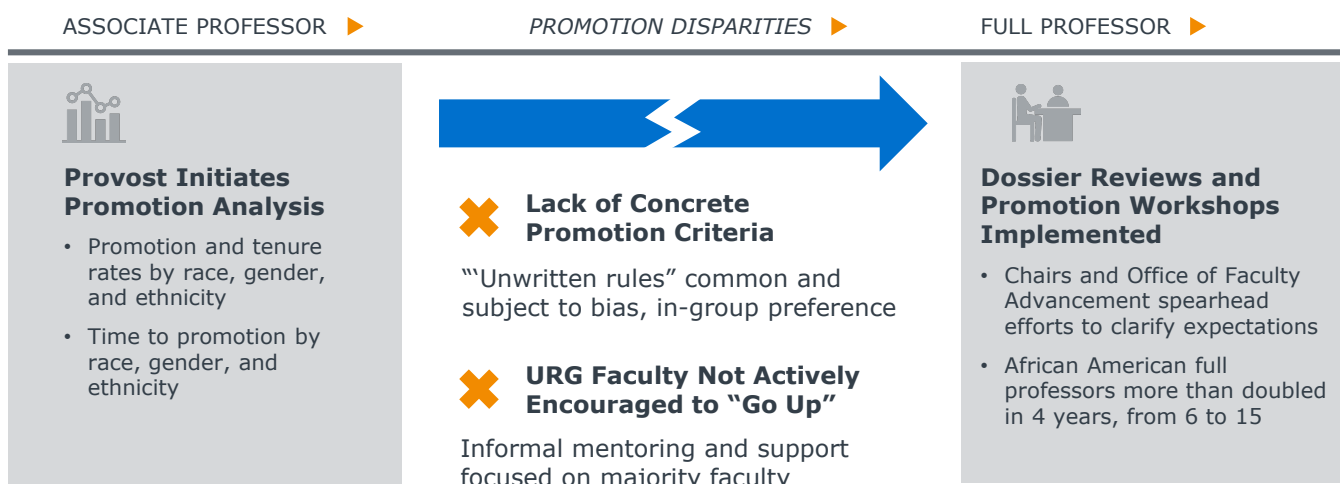 ASSOCIATE PROFESSOR
PROMOTION DISPARITIES
FULL PROFESSOR
Provost Initiates
Promotion Analysis
• Promotion and tenure
rates by race, gender,
and ethnicity
• Time to promotion by
race, gender, and
ethnicity
Lack of Concrete
Promotion Criteria
“‘Unwritten rules” common and
subject to bias, in-group preference
URG Faculty Not Actively
Encouraged to “Go Up”
Informal mentoring and support
focused on majority faculty
Dossier Reviews and
Promotion Workshops
Implemented
• Chairs and Office of Faculty
Advancement spearhead
efforts to clarify expectations
• African American full
professors more than doubled
in 4 years, from 6 to 15